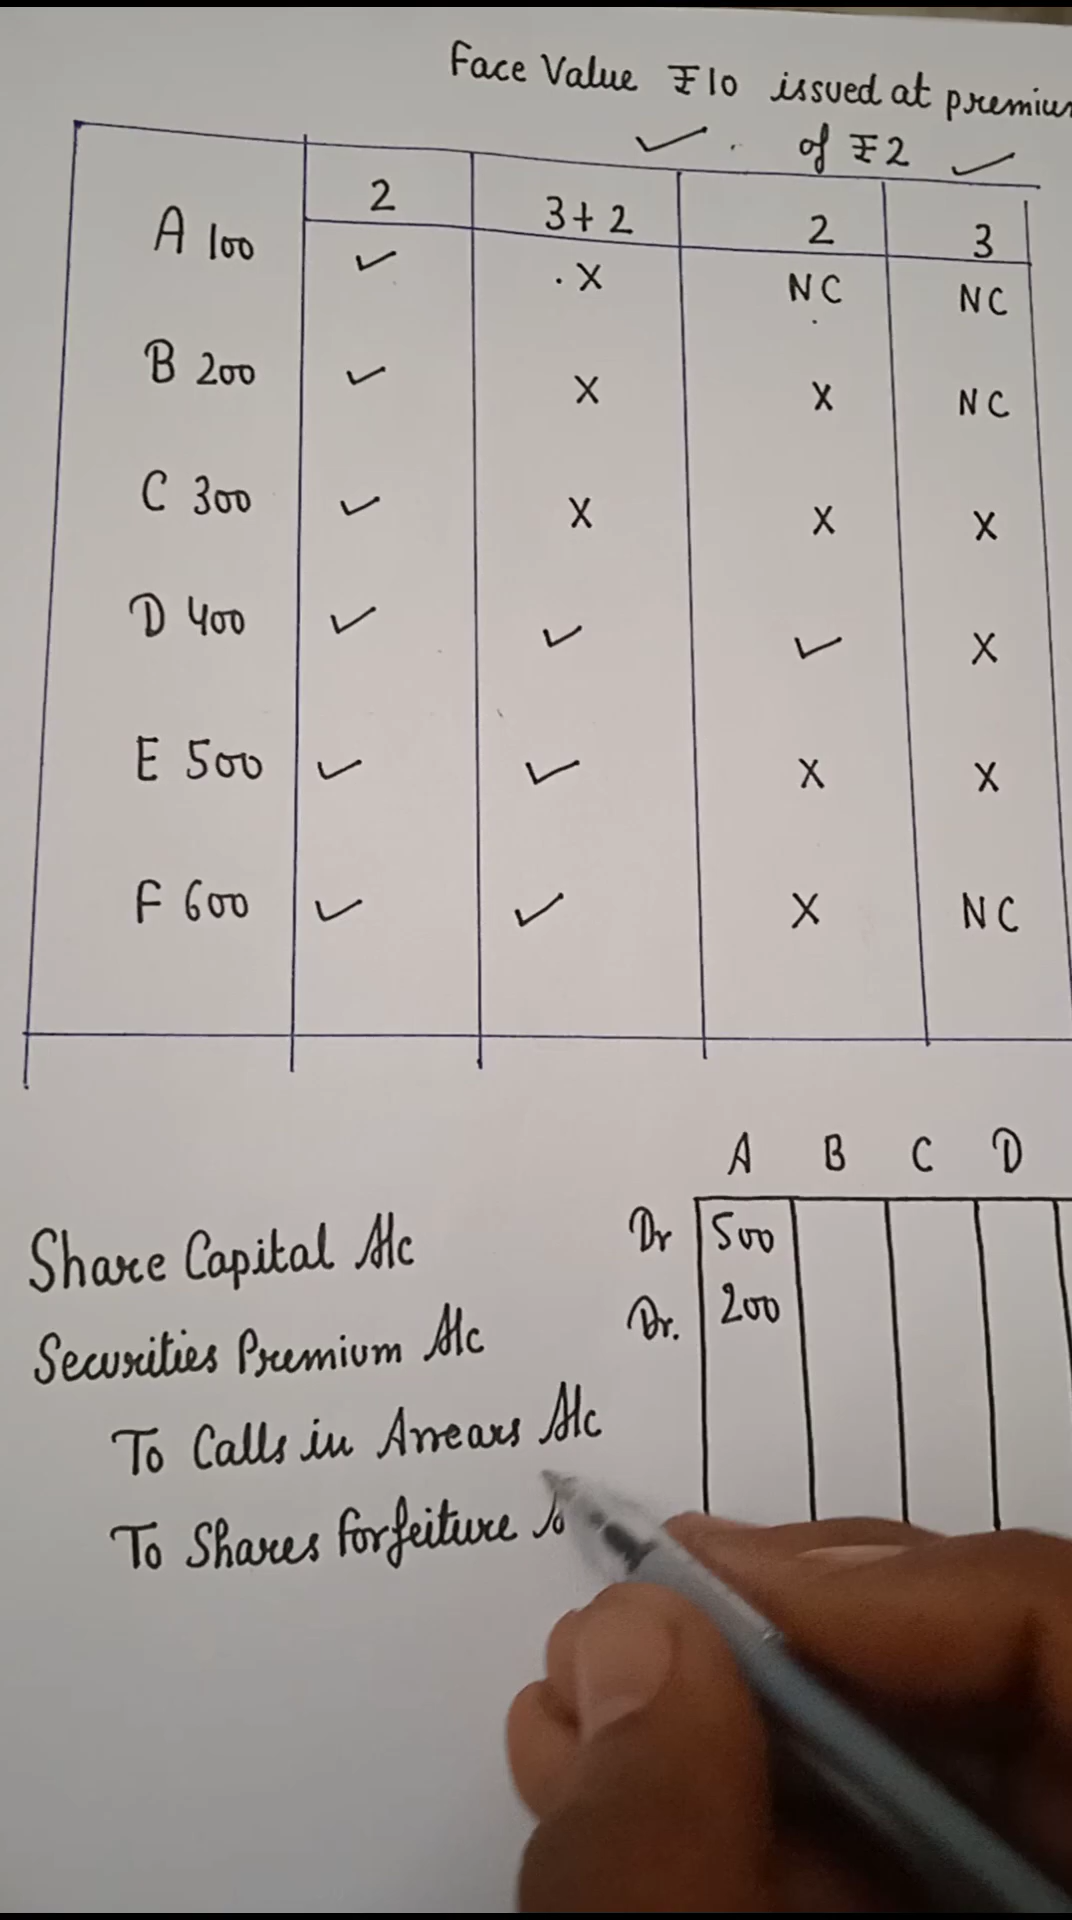 Face Value ₹10 issued at premium
of ₹2
2 3+2 2 3
A 100 ✓ X NC NC
B 200 ✓ X X NC
C 300 ✓ X X X
D 400 ✓ ✓ ✓ X
E 500 ✓ ✓ X X
F 600 ✓ ✓ X NC
A B C D
Share Capital A/c Dr 500
Securities Premium A/c Dr. 200
To Calls in Arrears A/c
To Shares Forfeiture